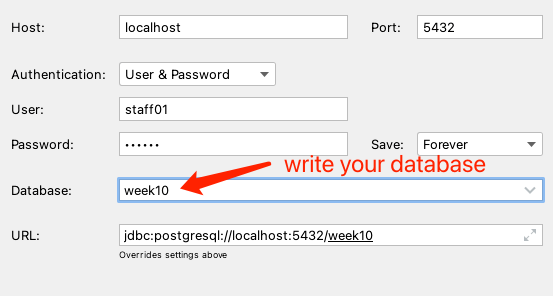 Host: localhost Port: 5432
Authentication: User & Password
User: staff01
Password: •••••• Save: Forever
write your database
Database: week10
URL: jdbc:postgresql://localhost:5432/week10
Overrides settings above